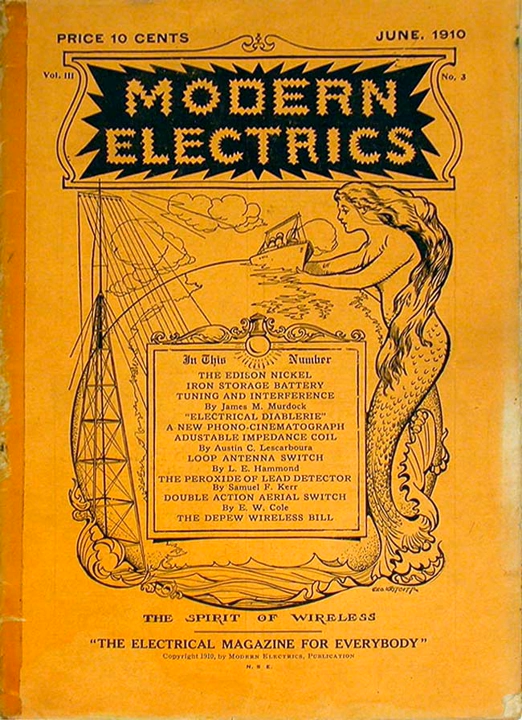 PRICE 10 CENTS
JUNE, 1910
Vol. III
No. 3
MODERN
ELECTRICS
In This Number
THE EDISON NICKEL
IRON STORAGE BATTERY
TUNING AND INTERFERENCE
By James M. Murdock
"ELECTRICAL DIABLERIE"
A NEW PHONO-CINEMATOGRAPH
ADUSTABLE IMPEDANCE COIL
By Austin C. Lescarboura
LOOP ANTENNA SWITCH
By L. E. Hammond
THE PEROXIDE OF LEAD DETECTOR
By Samuel F. Kerr
DOUBLE ACTION AERIAL SWITCH
By E. W. Cole
THE DEPEW WIRELESS BILL
THE SPIRIT OF WIRELESS
"THE ELECTRICAL MAGAZINE FOR EVERYBODY"
Copyright 1910, by MODERN ELECTRICS, PUBLICATION